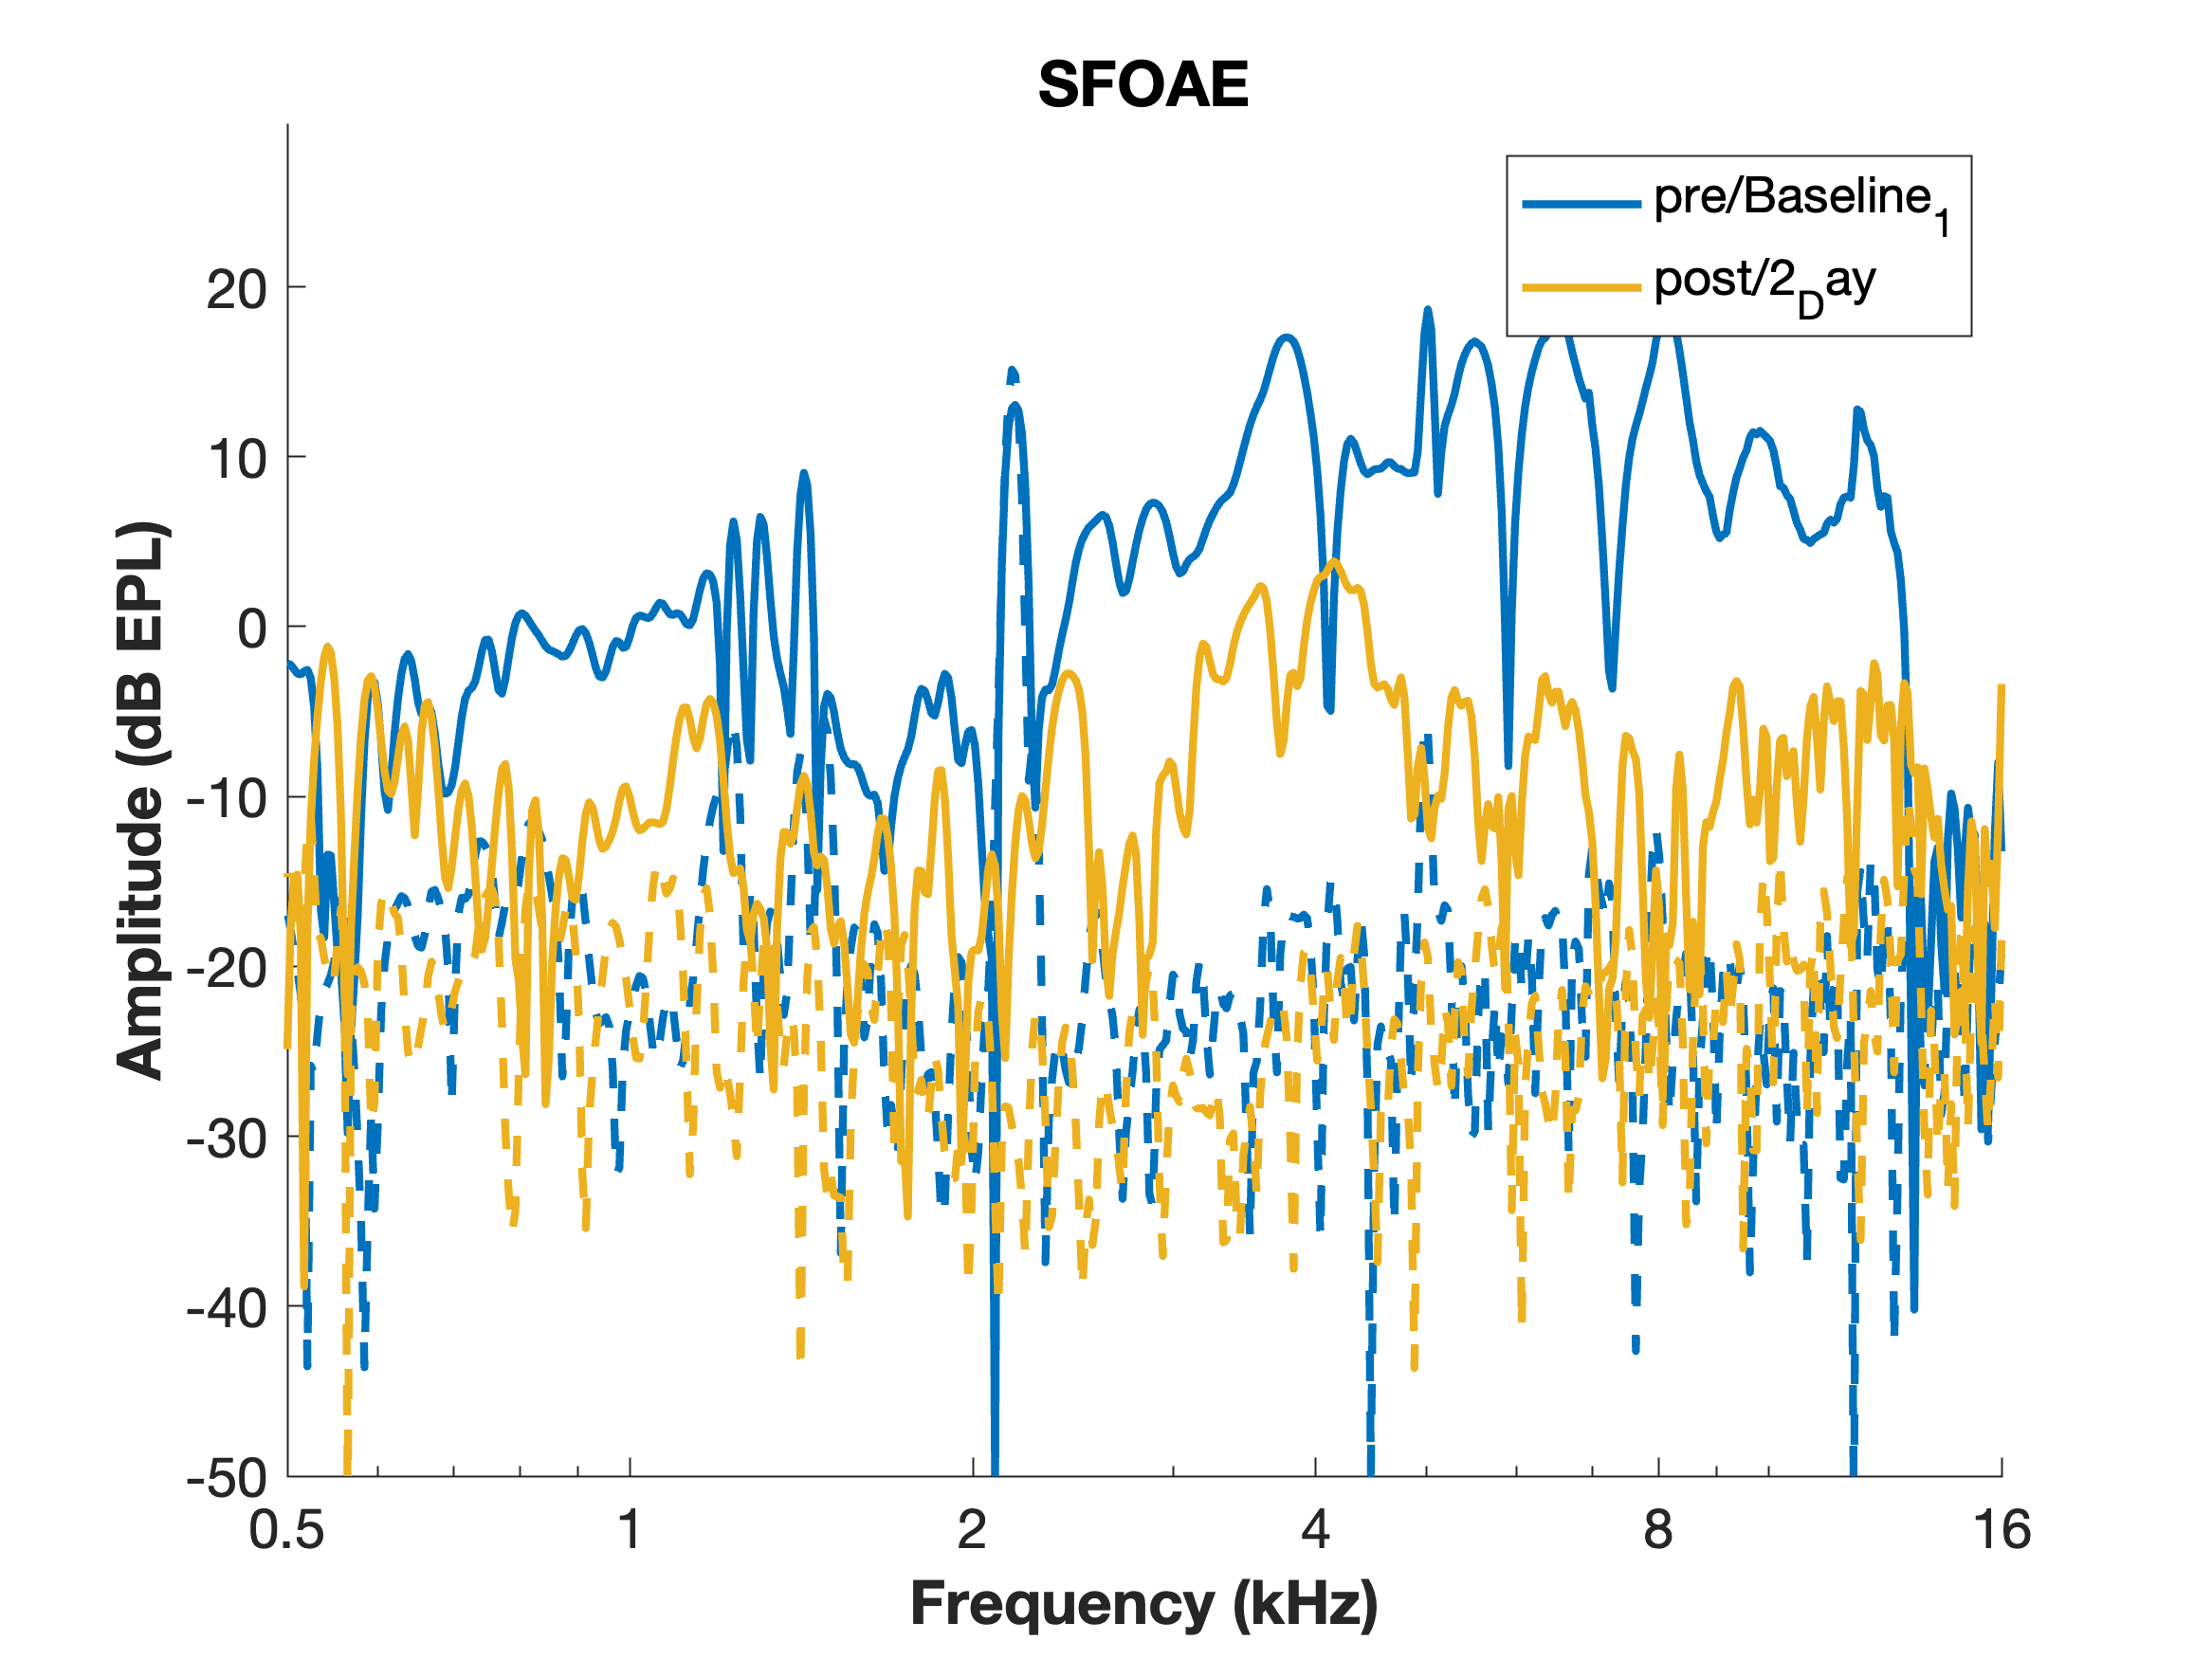 SFOAE
pre/Baseline₁
post/2_Day
20
10
0
-10
-20
-30
-40
-50
Amplitude (dB EPL)
0.5 1 2 4 8 16
Frequency (kHz)